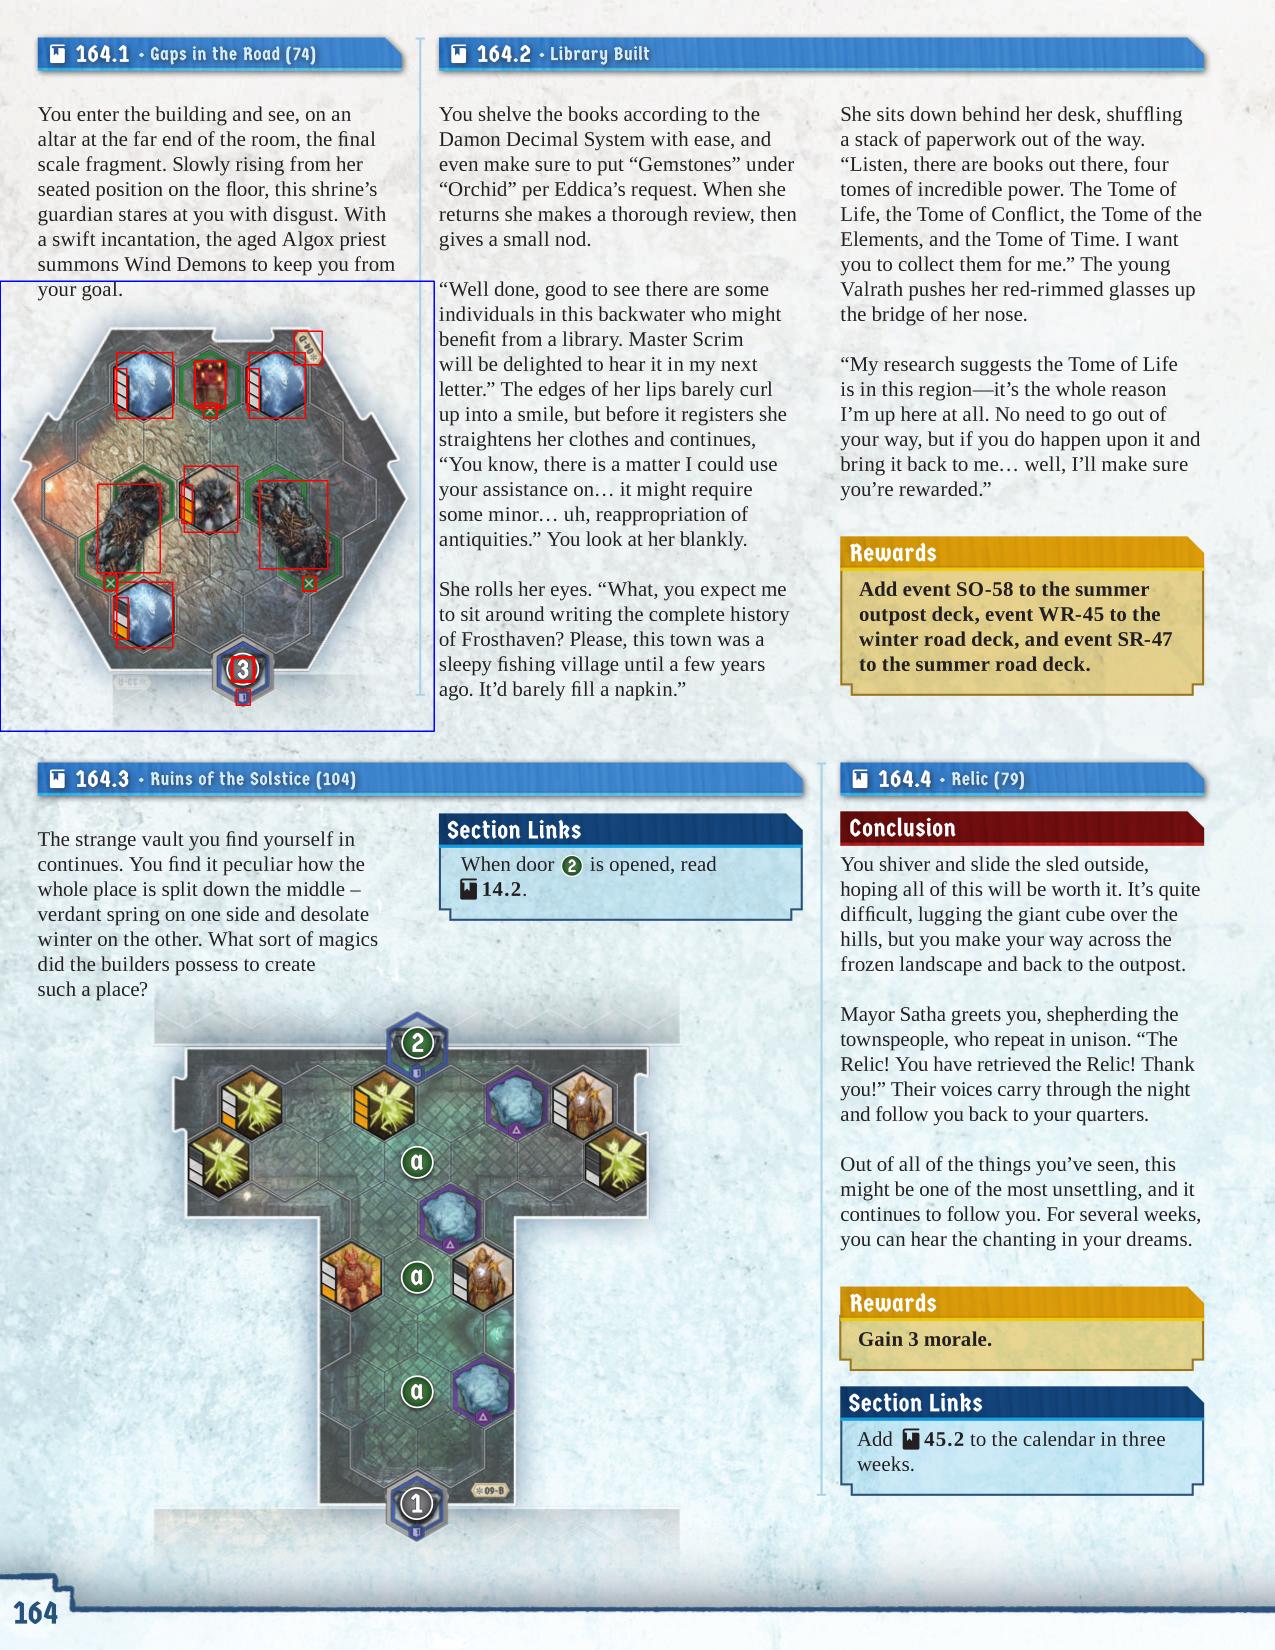 164.1 • Gaps in the Road (74)
You enter the building and see, on an
altar at the far end of the room, the final
scale fragment. Slowly rising from her
seated position on the floor, this shrine’s
guardian stares at you with disgust. With
a swift incantation, the aged Algox priest
summons Wind Demons to keep you from
your goal.
04-D
3
164.2 • Library Built
You shelve the books according to the
Damon Decimal System with ease, and
even make sure to put “Gemstones” under
“Orchid” per Eddica’s request. When she
returns she makes a thorough review, then
gives a small nod.
“Well done, good to see there are some
individuals in this backwater who might
benefit from a library. Master Scrim
will be delighted to hear it in my next
letter.” The edges of her lips barely curl
up into a smile, but before it registers she
straightens her clothes and continues,
“You know, there is a matter I could use
your assistance on… it might require
some minor… uh, reappropriation of
antiquities.” You look at her blankly.
She rolls her eyes. “What, you expect me
to sit around writing the complete history
of Frosthaven? Please, this town was a
sleepy fishing village until a few years
ago. It’d barely fill a napkin.”
She sits down behind her desk, shuffling
a stack of paperwork out of the way.
“Listen, there are books out there, four
tomes of incredible power. The Tome of
Life, the Tome of Conflict, the Tome of the
Elements, and the Tome of Time. I want
you to collect them for me.” The young
Valrath pushes her red-rimmed glasses up
the bridge of her nose.
“My research suggests the Tome of Life
is in this region—it’s the whole reason
I’m up here at all. No need to go out of
your way, but if you do happen upon it and
bring it back to me… well, I’ll make sure
you’re rewarded.”
Rewards
Add event SO-58 to the summer
outpost deck, event WR-45 to the
winter road deck, and event SR-47
to the summer road deck.
164.3 • Ruins of the Solstice (104)
The strange vault you find yourself in
continues. You find it peculiar how the
whole place is split down the middle –
verdant spring on one side and desolate
winter on the other. What sort of magics
did the builders possess to create
such a place?
Section Links
When door 2 is opened, read
14.2.
2
a
a
a
09-B
1
164.4 • Relic (79)
Conclusion
You shiver and slide the sled outside,
hoping all of this will be worth it. It’s quite
difficult, lugging the giant cube over the
hills, but you make your way across the
frozen landscape and back to the outpost.
Mayor Satha greets you, shepherding the
townspeople, who repeat in unison. “The
Relic! You have retrieved the Relic! Thank
you!” Their voices carry through the night
and follow you back to your quarters.
Out of all of the things you’ve seen, this
might be one of the most unsettling, and it
continues to follow you. For several weeks,
you can hear the chanting in your dreams.
Rewards
Gain 3 morale.
Section Links
Add 45.2 to the calendar in three
weeks.
164